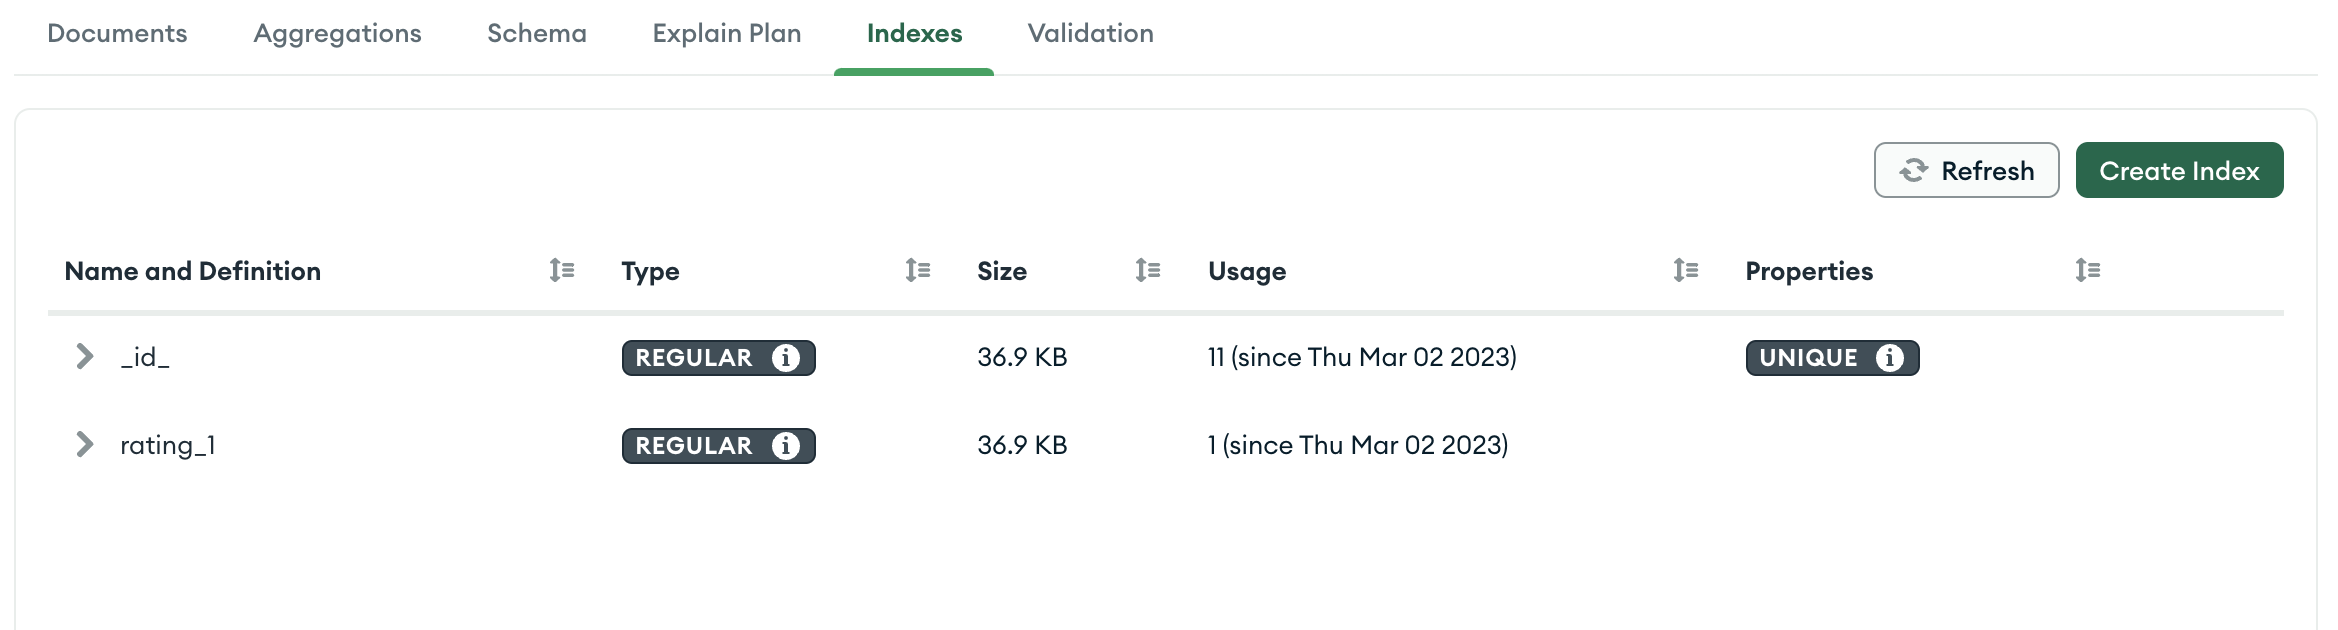 Documents Aggregations Schema Explain Plan Indexes Validation
Refresh Create Index
Name and Definition Type Size Usage Properties
_id_ REGULAR 36.9 KB 11 (since Thu Mar 02 2023) UNIQUE
rating_1 REGULAR 36.9 KB 1 (since Thu Mar 02 2023)